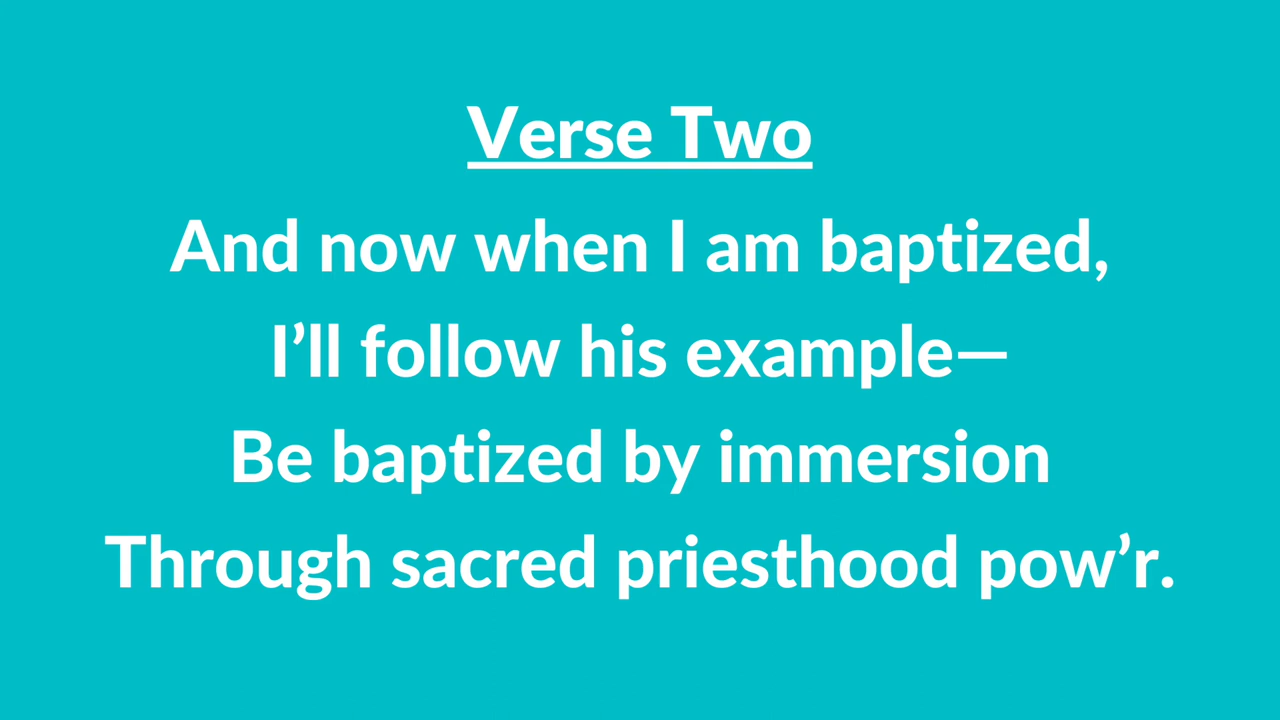 Verse Two
And now when I am baptized,
I’ll follow his example—
Be baptized by immersion
Through sacred priesthood pow’r.